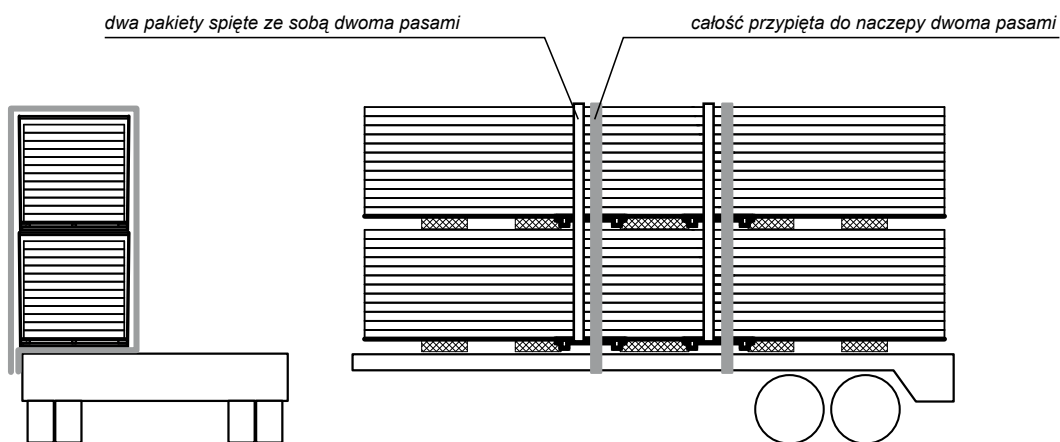 dwa pakiety spięte ze sobą dwoma pasami
całość przypięta do naczepy dwoma pasami